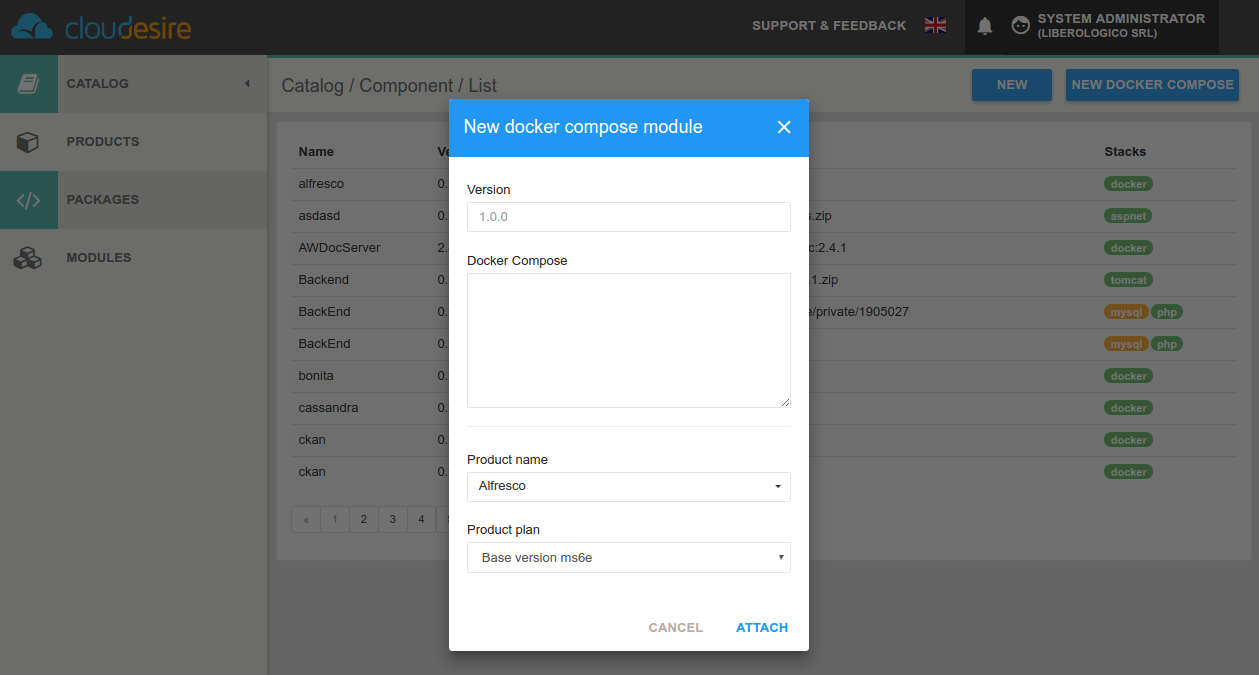 cloudesire
SUPPORT & FEEDBACK
SYSTEM ADMINISTRATOR
(LIBEROLOGICO SRL)
CATALOG
PRODUCTS
PACKAGES
MODULES
Catalog / Component / List
NEW
NEW DOCKER COMPOSE
Name
Stacks
alfresco 0. docker
asdasd 0. .zip aspnet
AWDocServer 2. :2.4.1 docker
Backend 0. .1.zip tomcat
BackEnd 0. /private/1905027 mysql php
BackEnd 0. mysql php
bonita 0. docker
cassandra 0. docker
ckan 0. docker
ckan 0. docker
« 1 2 3 4
New docker compose module
Version
1.0.0
Docker Compose
Product name
Alfresco
Product plan
Base version ms6e
CANCEL
ATTACH